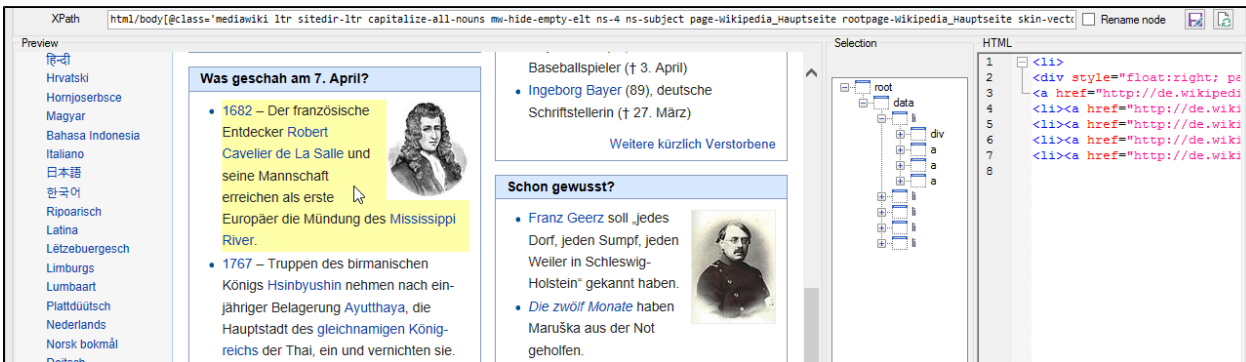 XPath html/body[@class='mediawiki ltr sitedir-ltr capitalize-all-nouns mw-hide-empty-elt ns-4 ns-subject page-Wikipedia_Hauptseite rootpage-Wikipedia_Hauptseite skin-vecto Rename node
Preview
हिन्दी
Hrvatski
Hornjoserbsce
Magyar
Bahasa Indonesia
Italiano
日本語
한국어
Ripoarisch
Latina
Lëtzebuergesch
Limburgs
Lumbaart
Plattdüütsch
Nederlands
Norsk bokmål
Was geschah am 7. April?
1682 – Der französische
Entdecker Robert
Cavelier de La Salle und
seine Mannschaft
erreichen als erste
Europäer die Mündung des Mississippi
River.
1767 – Truppen des birmanischen
Königs Hsinbyushin nehmen nach ein-
jähriger Belagerung Ayutthaya, die
Hauptstadt des gleichnamigen König-
reichs der Thai, ein und vernichten sie.
Baseballspieler († 3. April)
Ingeborg Bayer (89), deutsche
Schriftstellerin († 27. März)
Weitere kürzlich Verstorbene
Schon gewusst?
Franz Geerz soll „jedes
Dorf, jeden Sumpf, jeden
Weiler in Schleswig-
Holstein“ gekannt haben.
Die zwölf Monate haben
Maruška aus der Not
geholfen.
Selection
root
data
li
div
a
a
a
li
li
li
li
HTML
1 <li>
2 <div style="float:right; pa
3 <a href="http://de.wikipedi
4 <li><a href="http://de.wiki
5 <li><a href="http://de.wiki
6 <li><a href="http://de.wiki
7 <li><a href="http://de.wiki
8